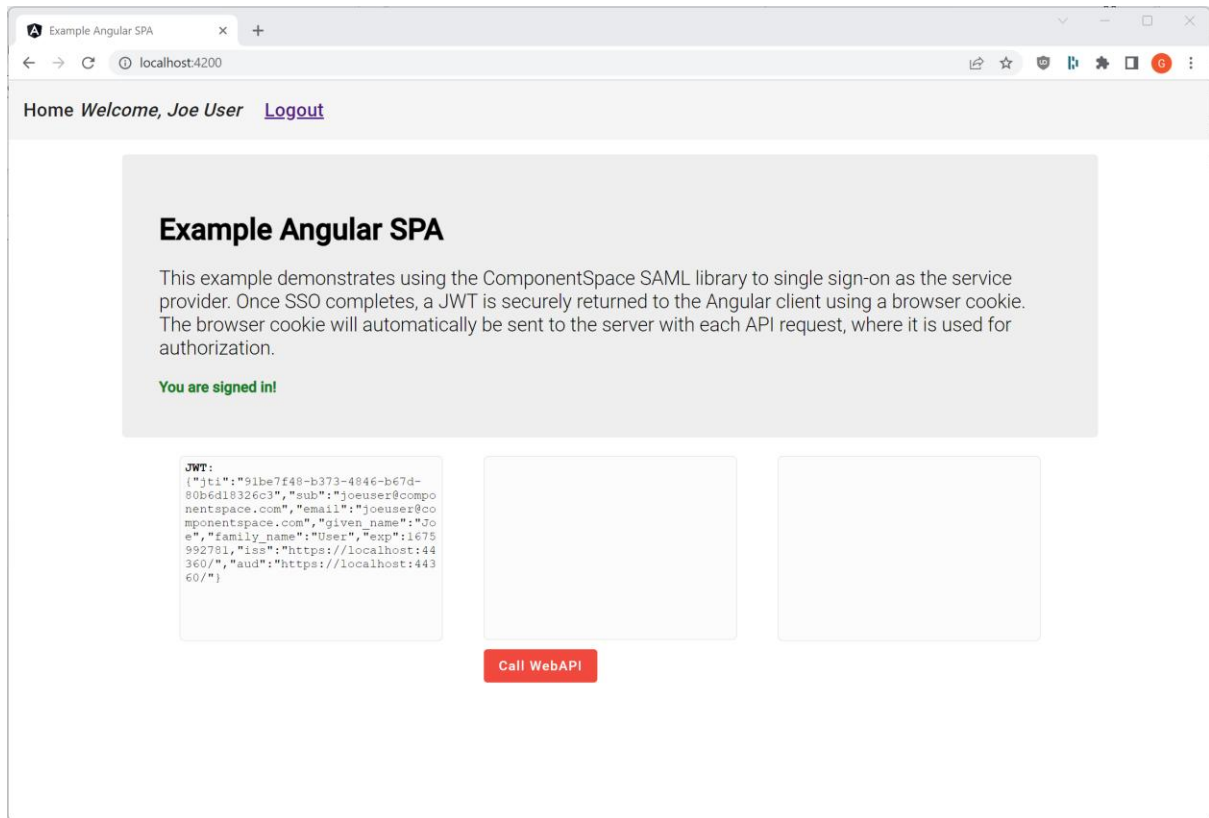 Example Angular SPA
localhost:4200
G
Home Welcome, Joe User Logout
Example Angular SPA
This example demonstrates using the ComponentSpace SAML library to single sign-on as the service
provider. Once SSO completes, a JWT is securely returned to the Angular client using a browser cookie.
The browser cookie will automatically be sent to the server with each API request, where it is used for
authorization.
You are signed in!
JWT:
{"jti":"91be7f48-b373-4846-b67d-
80b6d18326c3","sub":"joeuser@compo
nentspace.com","email":"joeuser@co
mponentspace.com","given_name":"Jo
e","family_name":"User","exp":1675
992781,"iss":"https://localhost:44
360/","aud":"https://localhost:443
60/"}
Call WebAPI